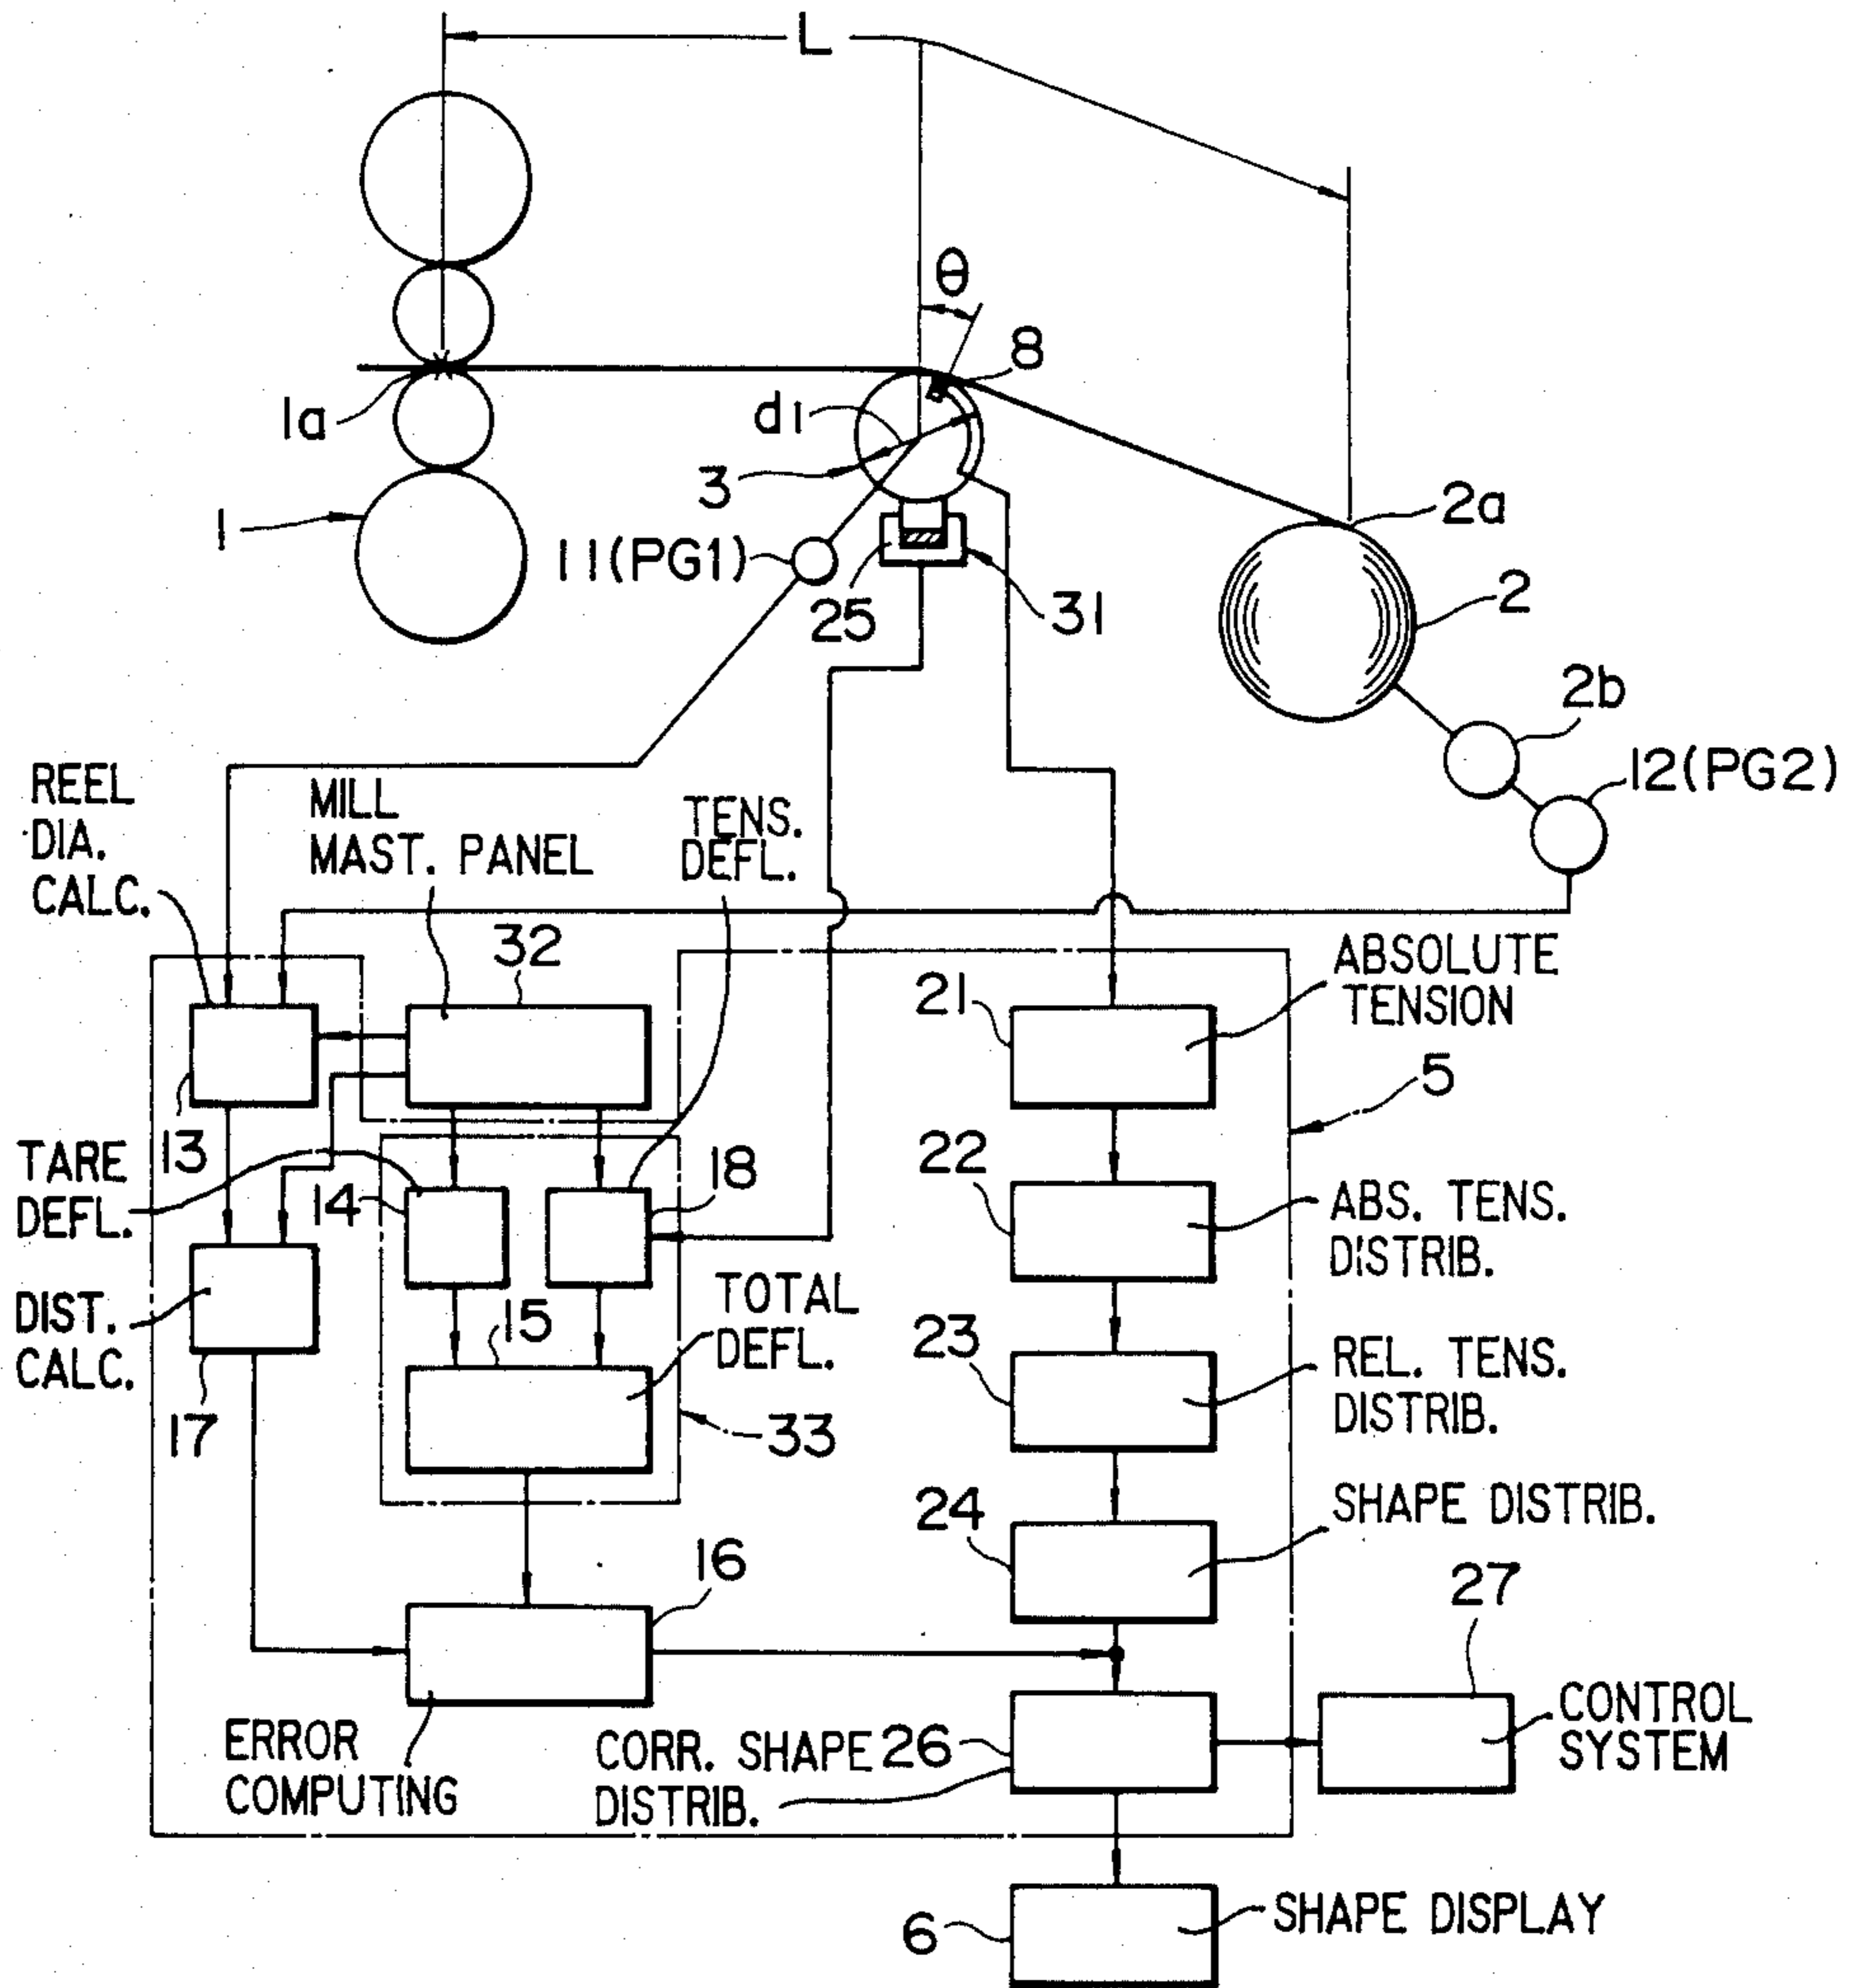 L
θ
8
1a
d1
3
1
11(PG1)
25
31
2a
2
2b
12(PG2)
REEL
DIA.
CALC.
MILL
MAST. PANEL
TENS.
DEFL.
32
21
ABSOLUTE
TENSION
5
13
TARE
DEFL.
14
18
22
ABS. TENS.
DISTRIB.
DIST.
CALC.
17
15
TOTAL
DEFL.
33
23
REL. TENS.
DISTRIB.
24
SHAPE DISTRIB.
16
27
ERROR
COMPUTING
CORR. SHAPE
DISTRIB.
26
CONTROL
SYSTEM
6
SHAPE DISPLAY